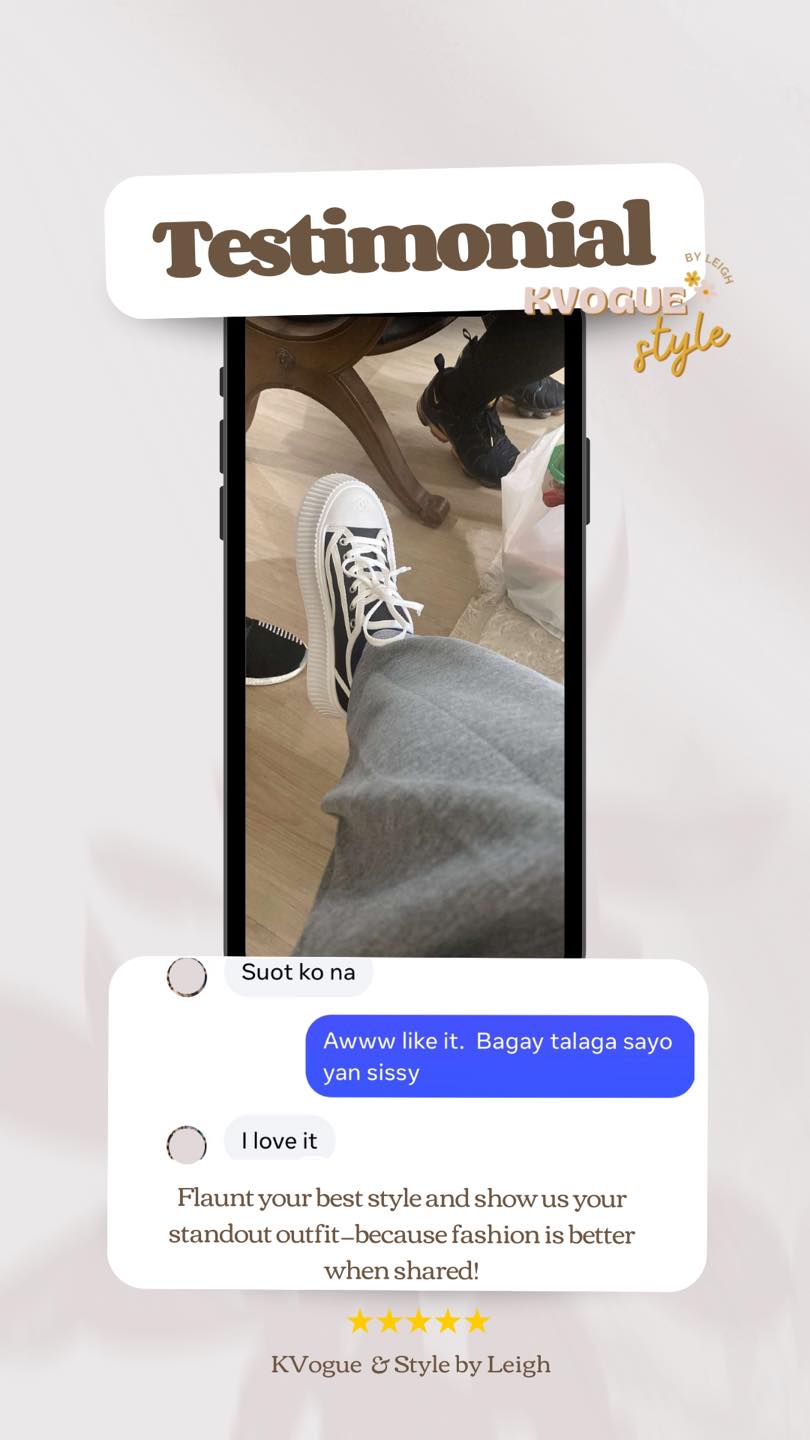 Testimonial
BY LEIGH
KVOGUE
style
Suot ko na
Awww like it. Bagay talaga sayo
yan sissy
I love it
Flaunt your best style and show us your
standout outfit—because fashion is better
when shared!
KVogue & Style by Leigh